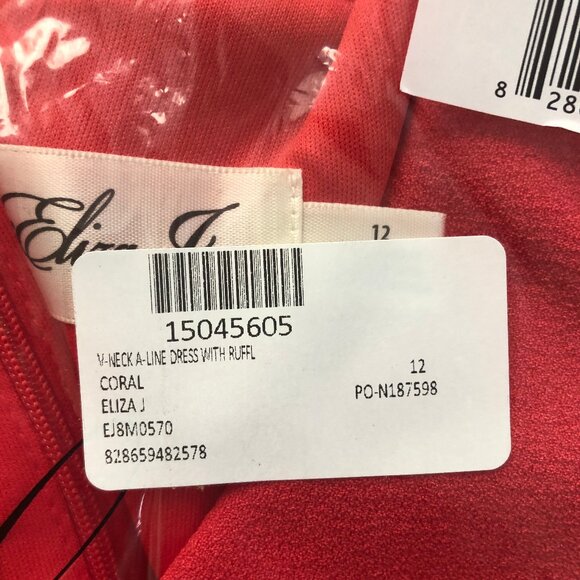 8 28
Eliza J
12
15045605
V-NECK A-LINE DRESS WITH RUFFL
CORAL 12
ELIZA J PO-N187598
EJ8M0570
828659482578